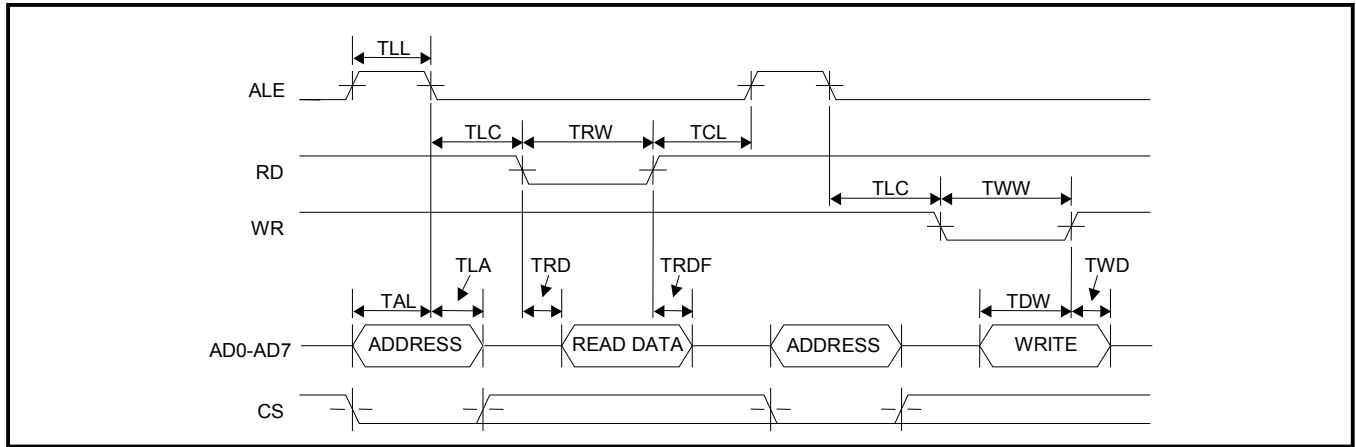 TLL
ALE
TLC TRW TCL
RD
TLC TWW
WR
TLA TRD TRDF TWD
TAL TDW
AD0-AD7 ADDRESS READ DATA ADDRESS WRITE
CS